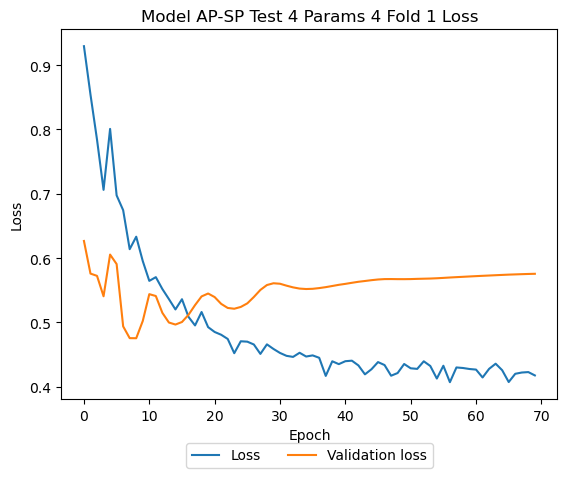 Model AP-SP Test 4 Params 4 Fold 1 Loss
0.9
0.8
0.7
0.6
0.5
0.4
Loss
0 10 20 30 40 50 60 70
Epoch
Loss Validation loss